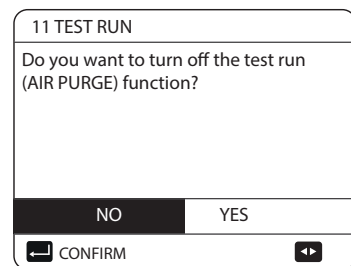 11 TEST RUN
Do you want to turn off the test run
(AIR PURGE) function?
NO YES
CONFIRM